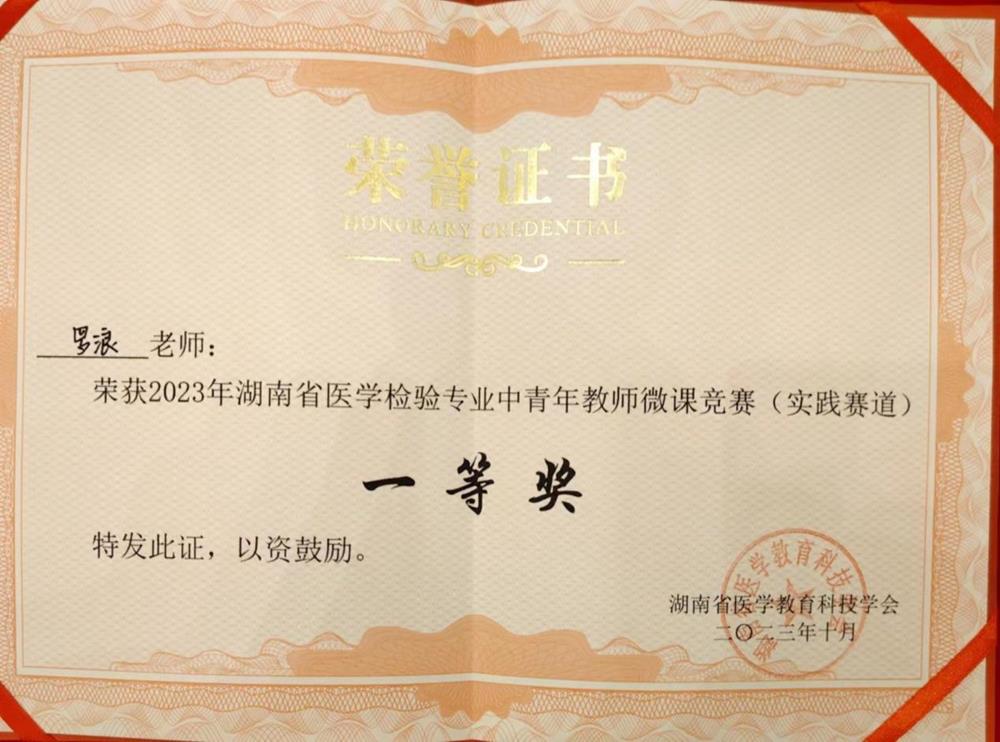 荣誉证书
HONORARY CREDENTIAL
罗浪 老师：
荣获2023年湖南省医学检验专业中青年教师微课竞赛（实践赛道）
一等奖
特发此证，以资鼓励。
湖南省医学教育科技学会
二〇二三年十月